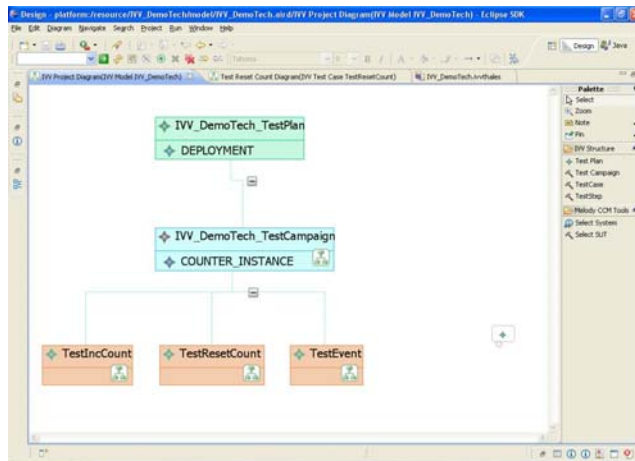 Design - platform:/resource/IVV_DemoTech/model/IVV_DemoTech.aird/IVV Project Diagram(IVV Model IVV_DemoTech) - Eclipse SDK
File Edit Diagram Navigate Search Project Run Window Help
Design Java
Tahoma
IVV Project Diagram(IVV Model IVV_DemoTech)
Test Reset Count Diagram(IVV Test Case TestResetCount)
Palette
Select
Zoom
Note
Pin
IVV Structure
Test Plan
Test Campaign
TestCase
TestStep
Melody CCM Tools
Select System
Select SUT
IVV_DemoTech_TestPlan
DEPLOYMENT
IVV_DemoTech_TestCampaign
COUNTER_INSTANCE
TestIncCount
TestResetCount
TestEvent